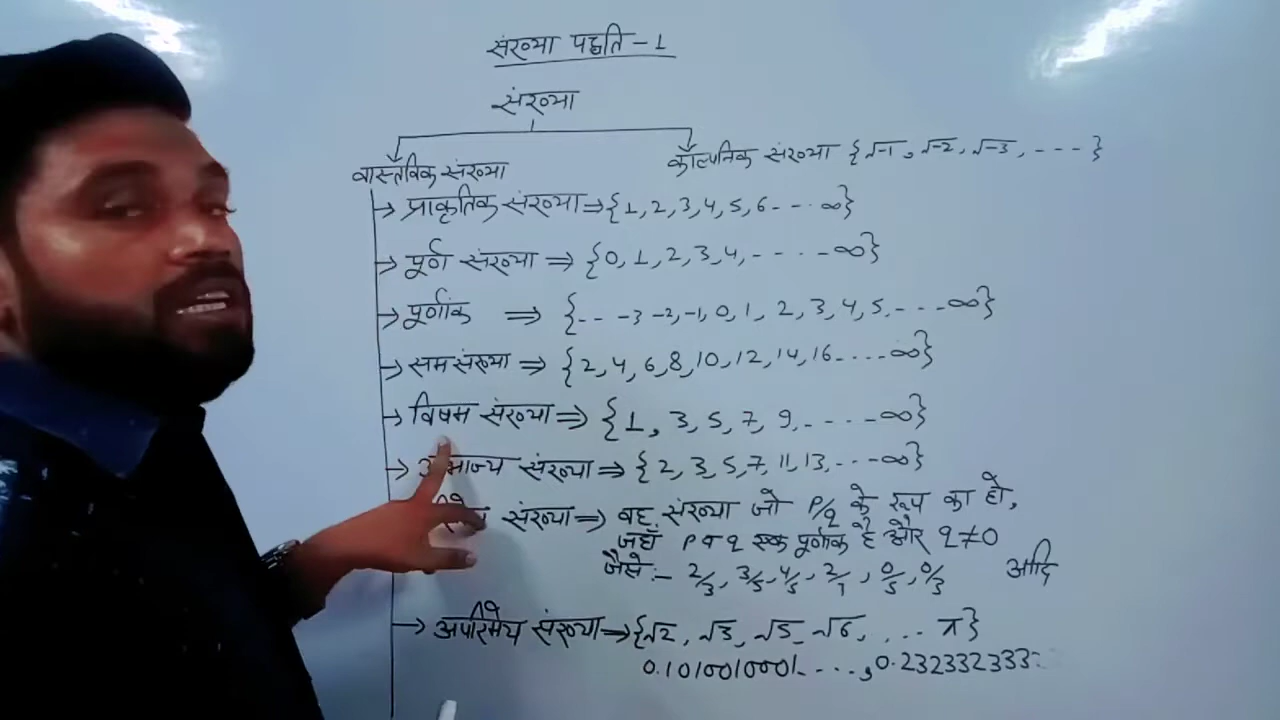 संख्या पद्धति - 1
संख्या
वास्तविक संख्या
काल्पनिक संख्या {√-1, √-2, √-3, ----}
→ प्राकृतिक संख्या ⇒ {1, 2, 3, 4, 5, 6 - -- ∞}
→ पूर्ण संख्या ⇒ {0, 1, 2, 3, 4, - - - - ∞}
→ पूर्णांक ⇒ {-- -3 -2, -1, 0, 1, 2, 3, 4, 5, - -- ∞}
→ सम संख्या ⇒ {2, 4, 6, 8, 10, 12, 14, 16 - --- ∞}
→ विषम संख्या ⇒ {1, 3, 5, 7, 9, - - - - ∞}
→ भाज्य संख्या ⇒ {2, 3, 5, 7, 11, 13, - -- ∞}
संख्या ⇒ वह संख्या जो P/q के रूप का हो,
जहाँ P व q एक पूर्णांक है और q ≠ 0
जैसे :- 2/3, 3/5, 4/5, 2/1, 0/5, 0/3 आदि
→ अपरिमेय संख्या ⇒ {√2, √3, √5, √6, , ... π}
0.1010010001. - - -, 0.232332333--